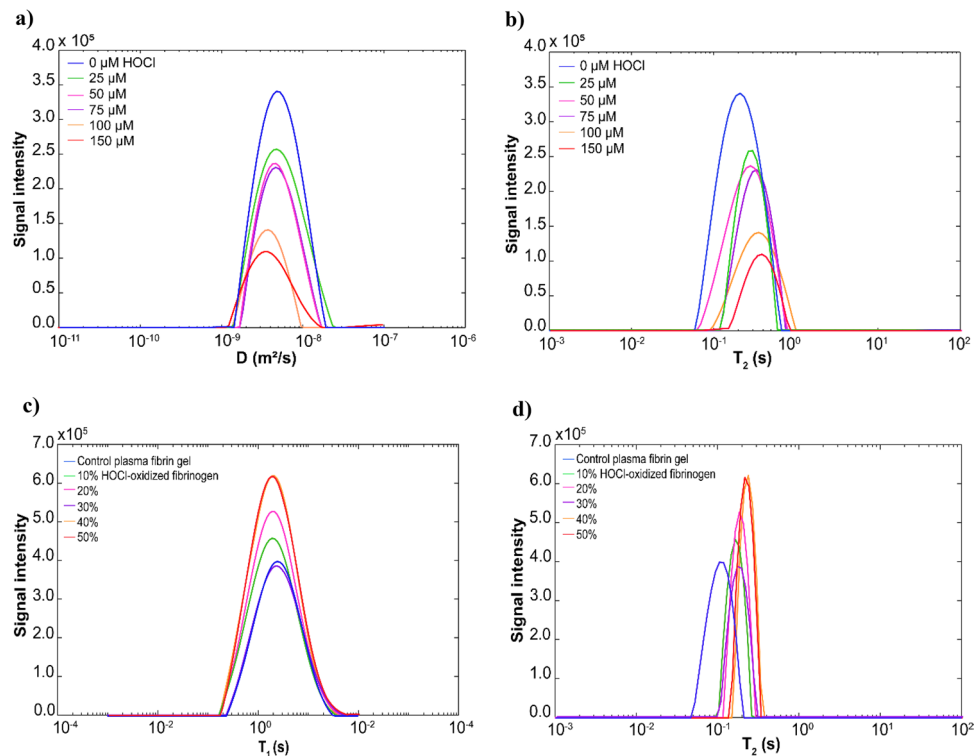 a)
4.0 x 10⁵
3.5
3.0
2.5
2.0
1.5
1.0
0.5
0.0
Signal intensity
0 µM HOCl
25 µM
50 µM
75 µM
100 µM
150 µM
10⁻¹¹ 10⁻¹⁰ 10⁻⁹ 10⁻⁸ 10⁻⁷ 10⁻⁶
D (m²/s)
b)
4.0 x 10⁵
3.5
3.0
2.5
2.0
1.5
1.0
0.5
0.0
Signal intensity
0 µM HOCl
25 µM
50 µM
75 µM
100 µM
150 µM
10⁻³ 10⁻² 10⁻¹ 10⁰ 10¹ 10²
T₂ (s)
c)
7.0 x10⁵
6.0
5.0
4.0
3.0
2.0
1.0
0.0
Signal intensity
Control plasma fibrin gel
10% HOCl-oxidized fibrinogen
20%
30%
40%
50%
10⁻⁴ 10⁻² 10⁰ 10⁻² 10⁻⁴
T₁(s)
d)
7.0 x10⁵
6.0
5.0
4.0
3.0
2.0
1.0
0.0
Signal intensity
Control plasma fibrin gel
10% HOCl-oxidized fibrinogen
20%
30%
40%
50%
10⁻³ 10⁻² 10⁻¹ 10⁰ 10¹ 10²
T₂ (s)